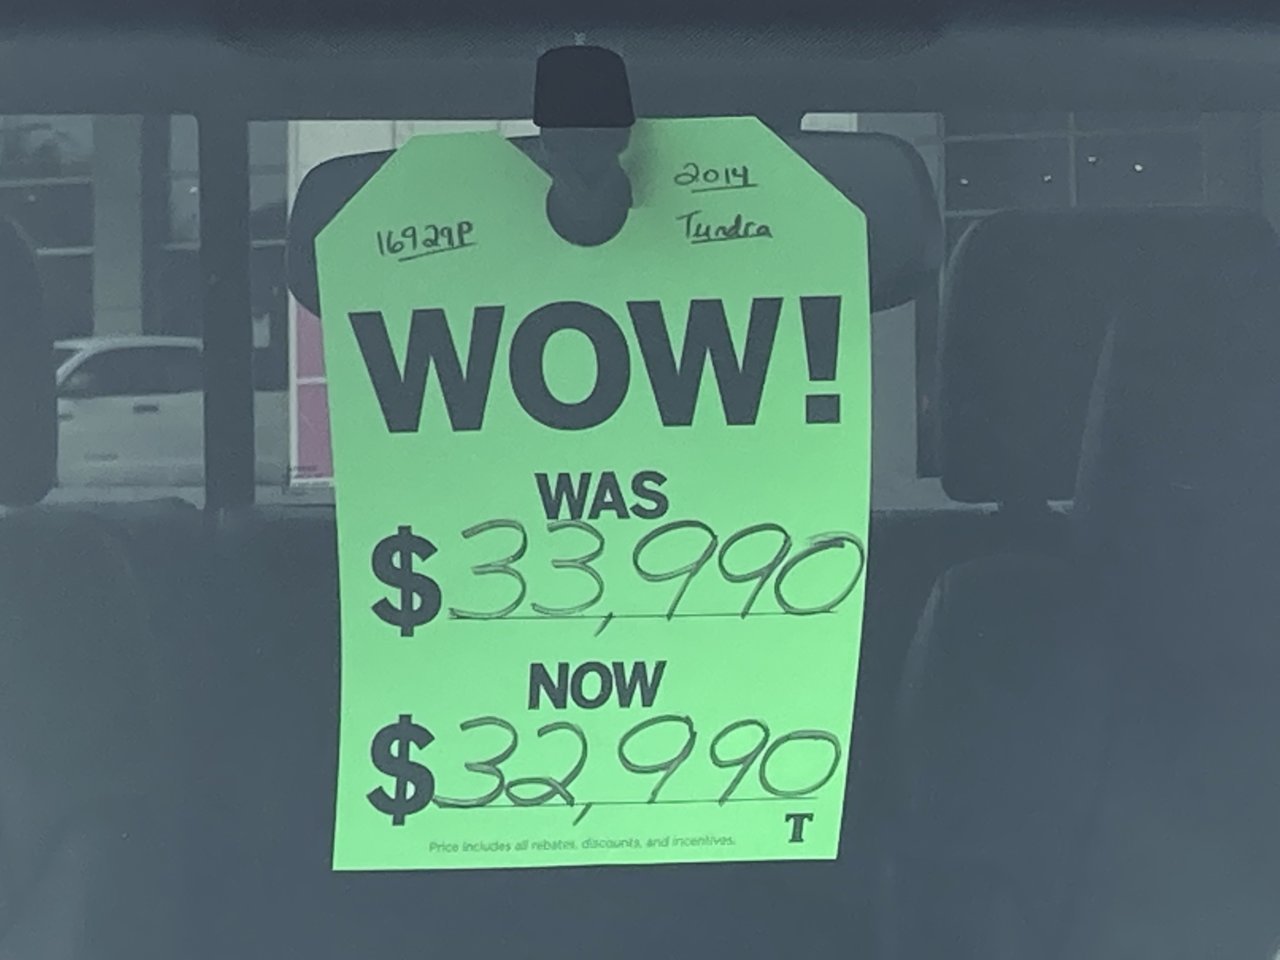 2014
16929P
Tundra
WOW!
WAS
$33,990
NOW
$32,990
T
Price includes all rebates, discounts, and incentives.